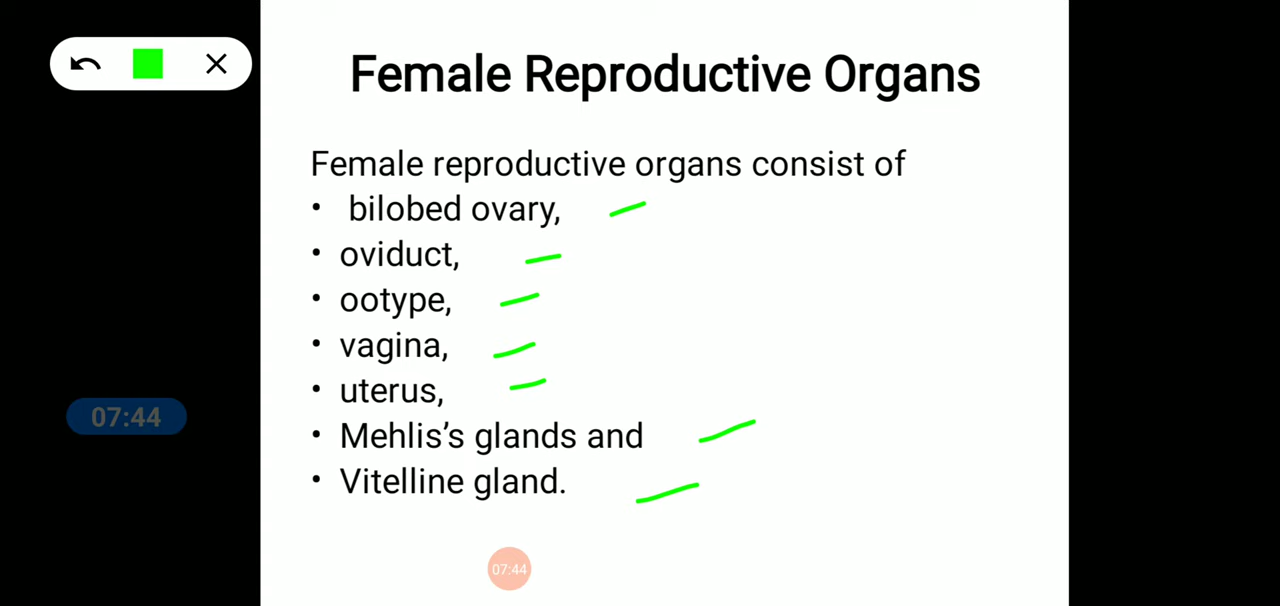 Female Reproductive Organs
Female reproductive organs consist of
• bilobed ovary,
• oviduct,
• ootype,
• vagina,
• uterus,
07:44
• Mehlis’s glands and
• Vitelline gland.
07:44